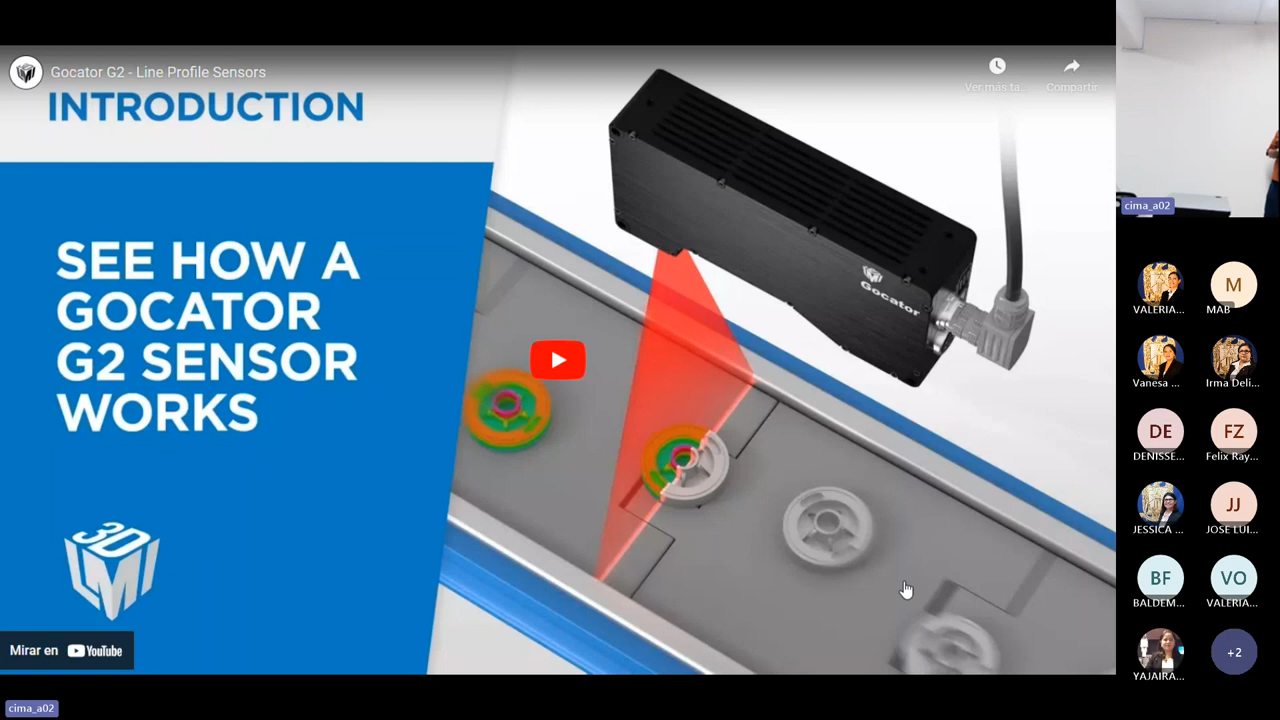 Gocator G2 - Line Profile Sensors
Ver más ta...
Compartir
INTRODUCTION
SEE HOW A
GOCATOR
G2 SENSOR
WORKS
3D
LMI
Gocator
Mirar en YouTube
cima_a02
cima_a02
VALERIA...
M
MAB
Vanesa ...
Irma Deli...
DE
DENISSE...
FZ
Felix Ray...
JESSICA ...
JJ
JOSE LUI...
BF
BALDEM...
VO
VALERIA...
YAJAIRA...
+2